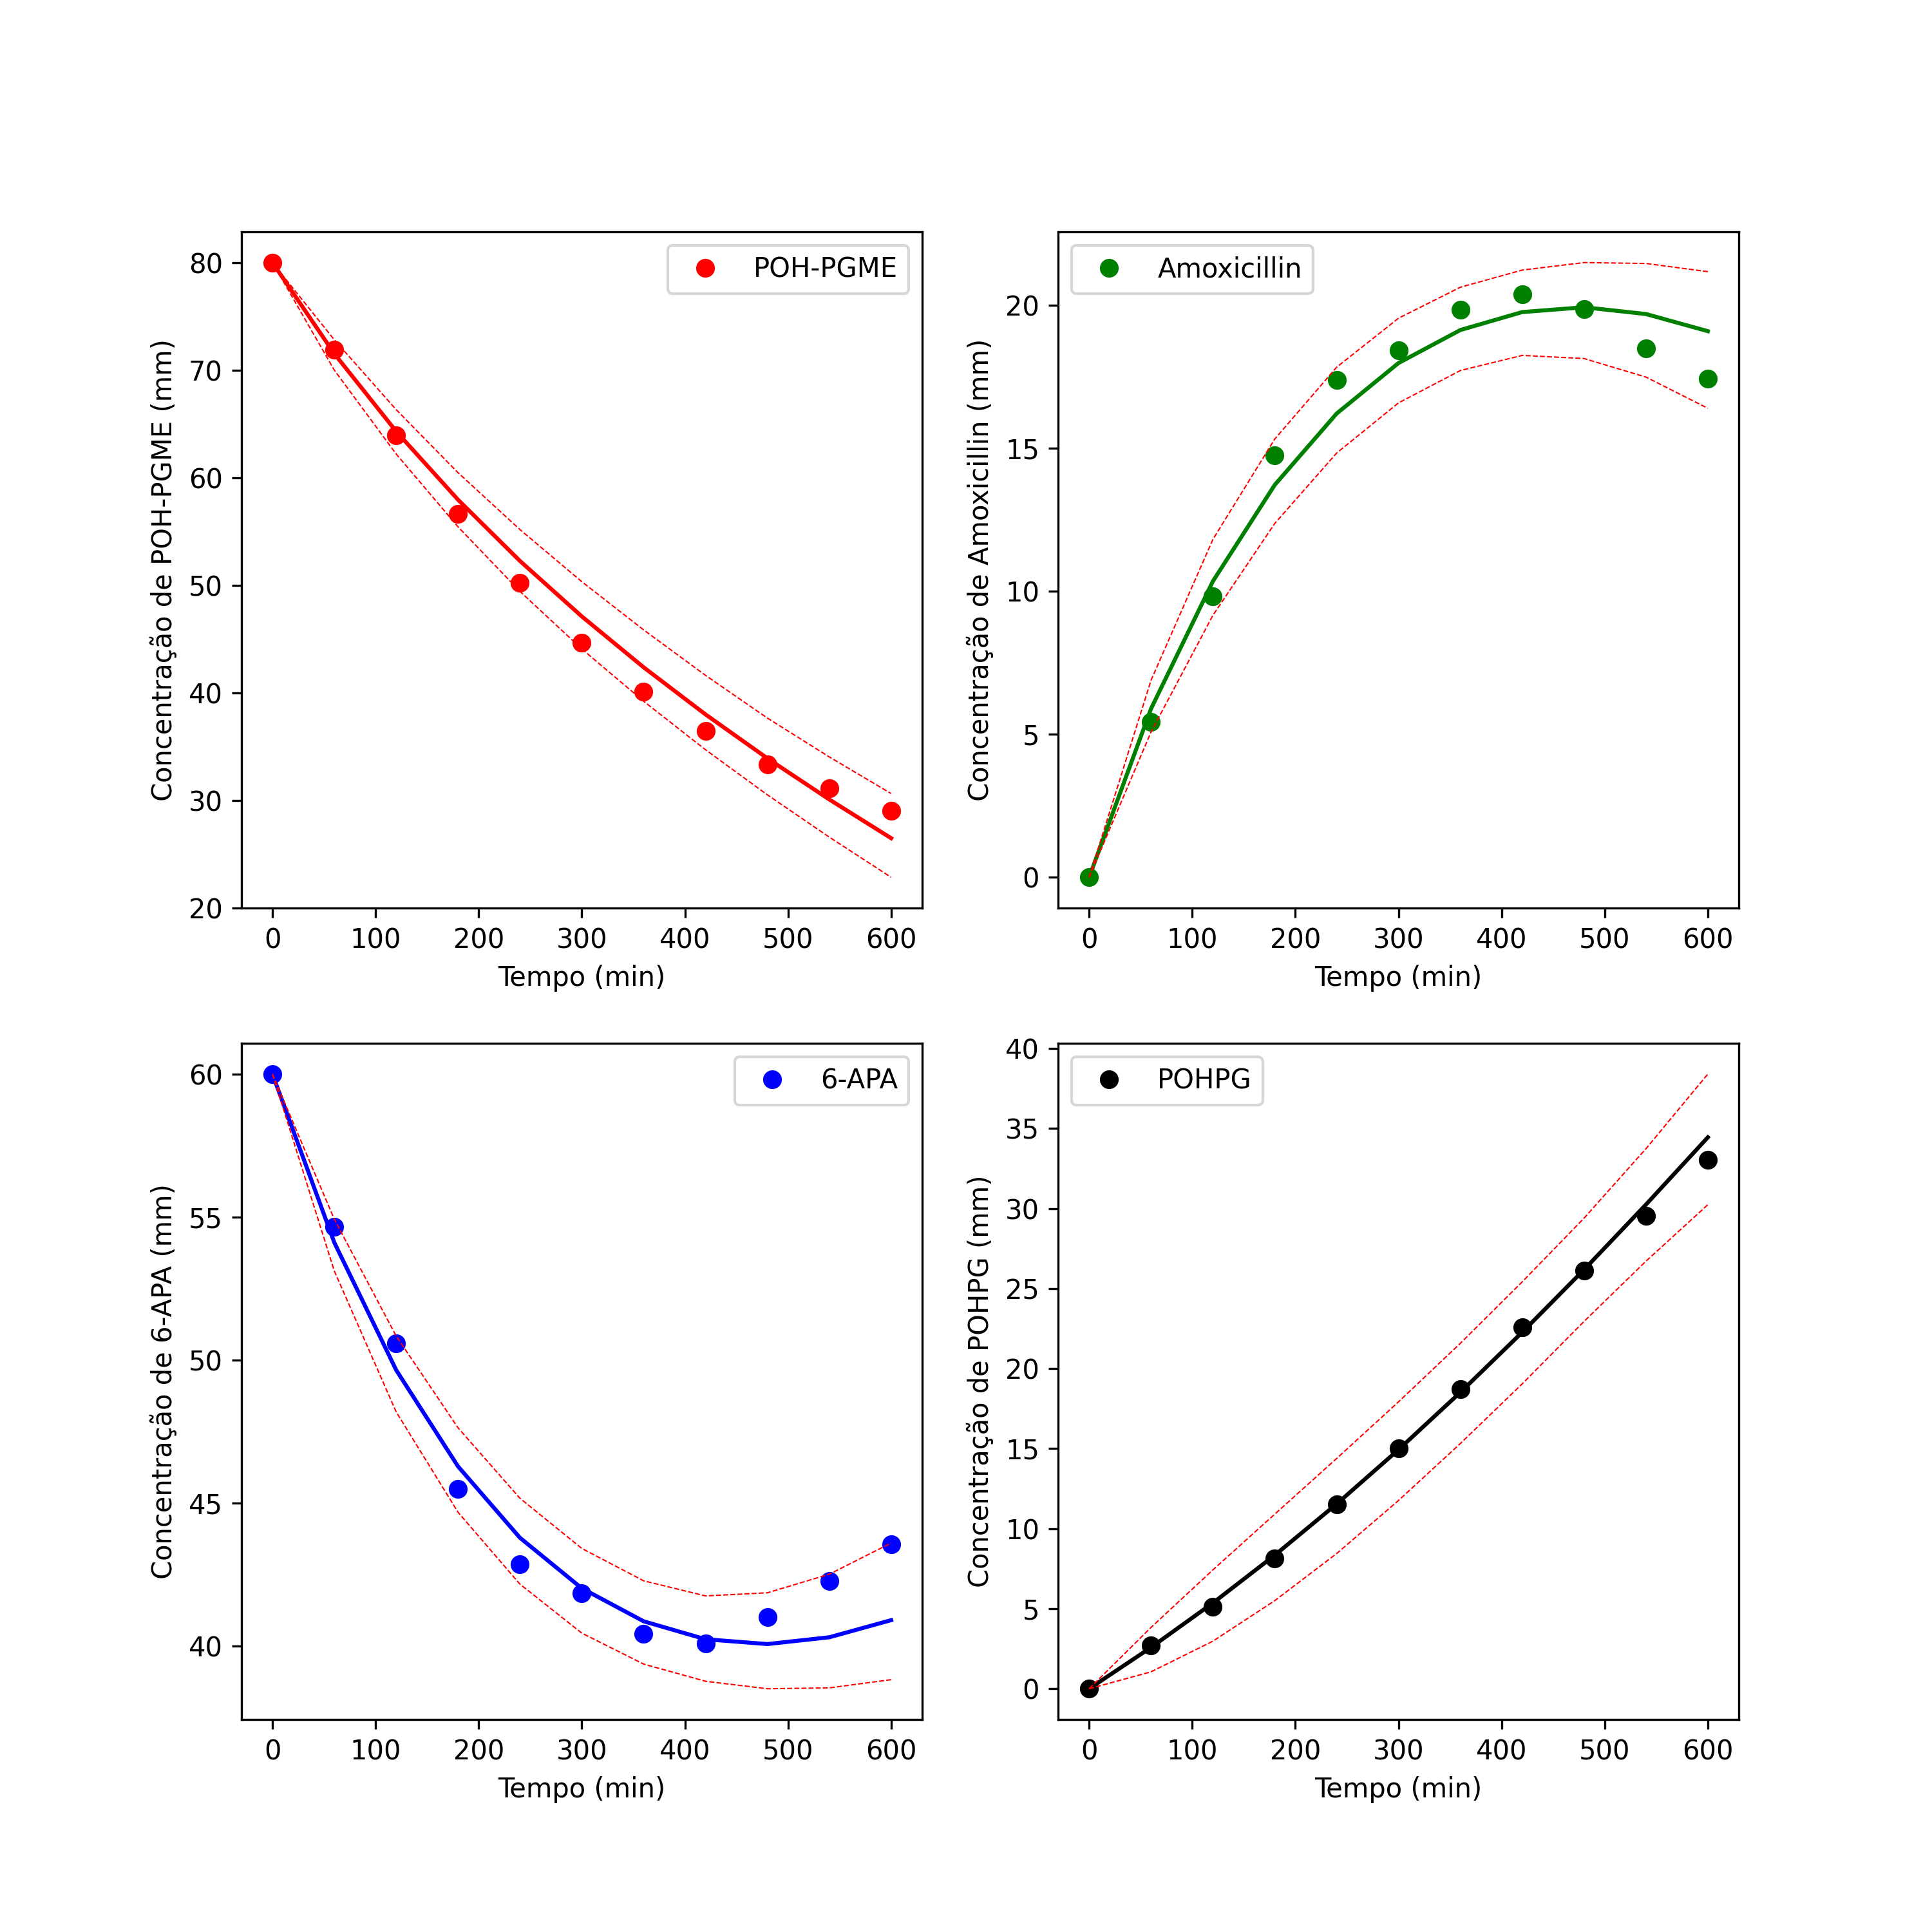 POH-PGME
80
70
60
50
40
30
20
0 100 200 300 400 500 600
Tempo (min)
Concentração de POH-PGME (mm)
Amoxicillin
20
15
10
5
0
0 100 200 300 400 500 600
Tempo (min)
Concentração de Amoxicillin (mm)
6-APA
60
55
50
45
40
0 100 200 300 400 500 600
Tempo (min)
Concentração de 6-APA (mm)
POHPG
40
35
30
25
20
15
10
5
0
0 100 200 300 400 500 600
Tempo (min)
Concentração de POHPG (mm)